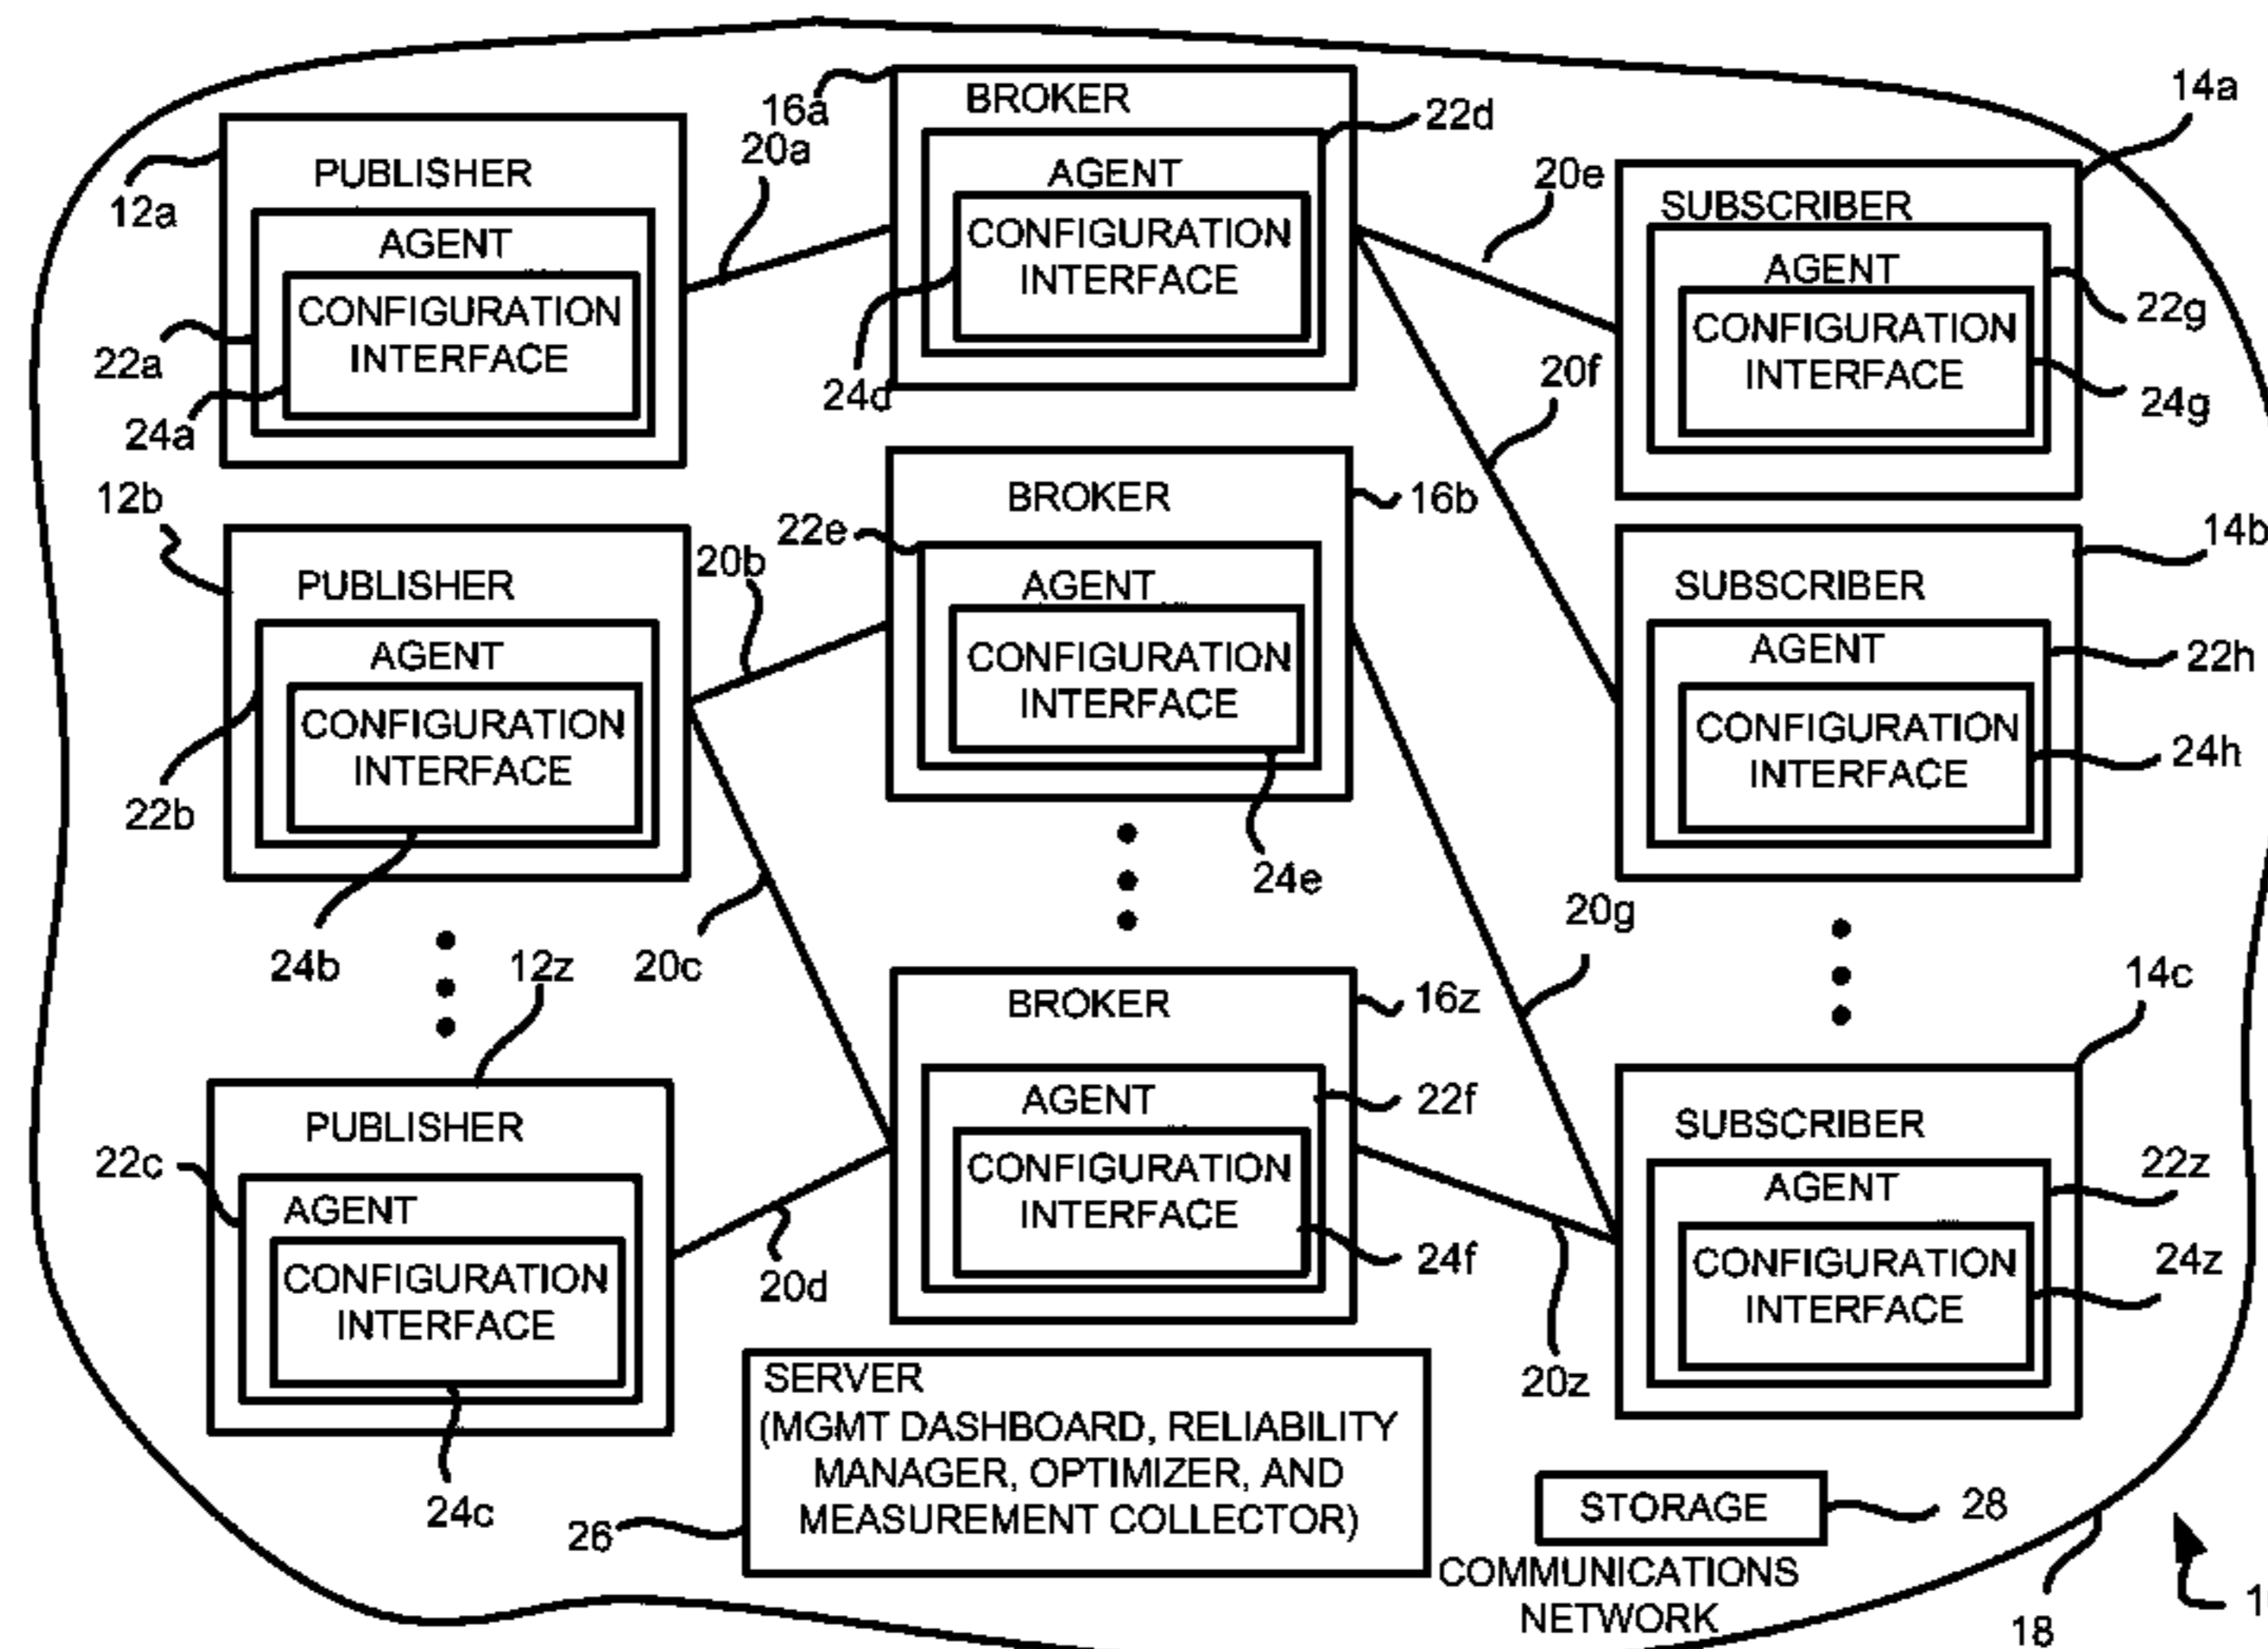 16a
BROKER
22d
14a
PUBLISHER
20a
AGENT
20e
SUBSCRIBER
12a
AGENT
CONFIGURATION
INTERFACE
AGENT
22g
CONFIGURATION
INTERFACE
CONFIGURATION
INTERFACE
22a
24a
24d
20f
24g
12b
BROKER
16b
14b
22e
PUBLISHER
20b
AGENT
SUBSCRIBER
AGENT
CONFIGURATION
INTERFACE
AGENT
22h
CONFIGURATION
INTERFACE
CONFIGURATION
INTERFACE
24h
22b
24e
20g
24b
20c
12z
BROKER
16z
14c
PUBLISHER
AGENT
22f
SUBSCRIBER
22c
AGENT
CONFIGURATION
INTERFACE
AGENT
22z
CONFIGURATION
INTERFACE
20d
24f
CONFIGURATION
INTERFACE
24z
20z
SERVER
(MGMT DASHBOARD, RELIABILITY
MANAGER, OPTIMIZER, AND
MEASUREMENT COLLECTOR)
24c
26
STORAGE
28
COMMUNICATIONS
NETWORK
18